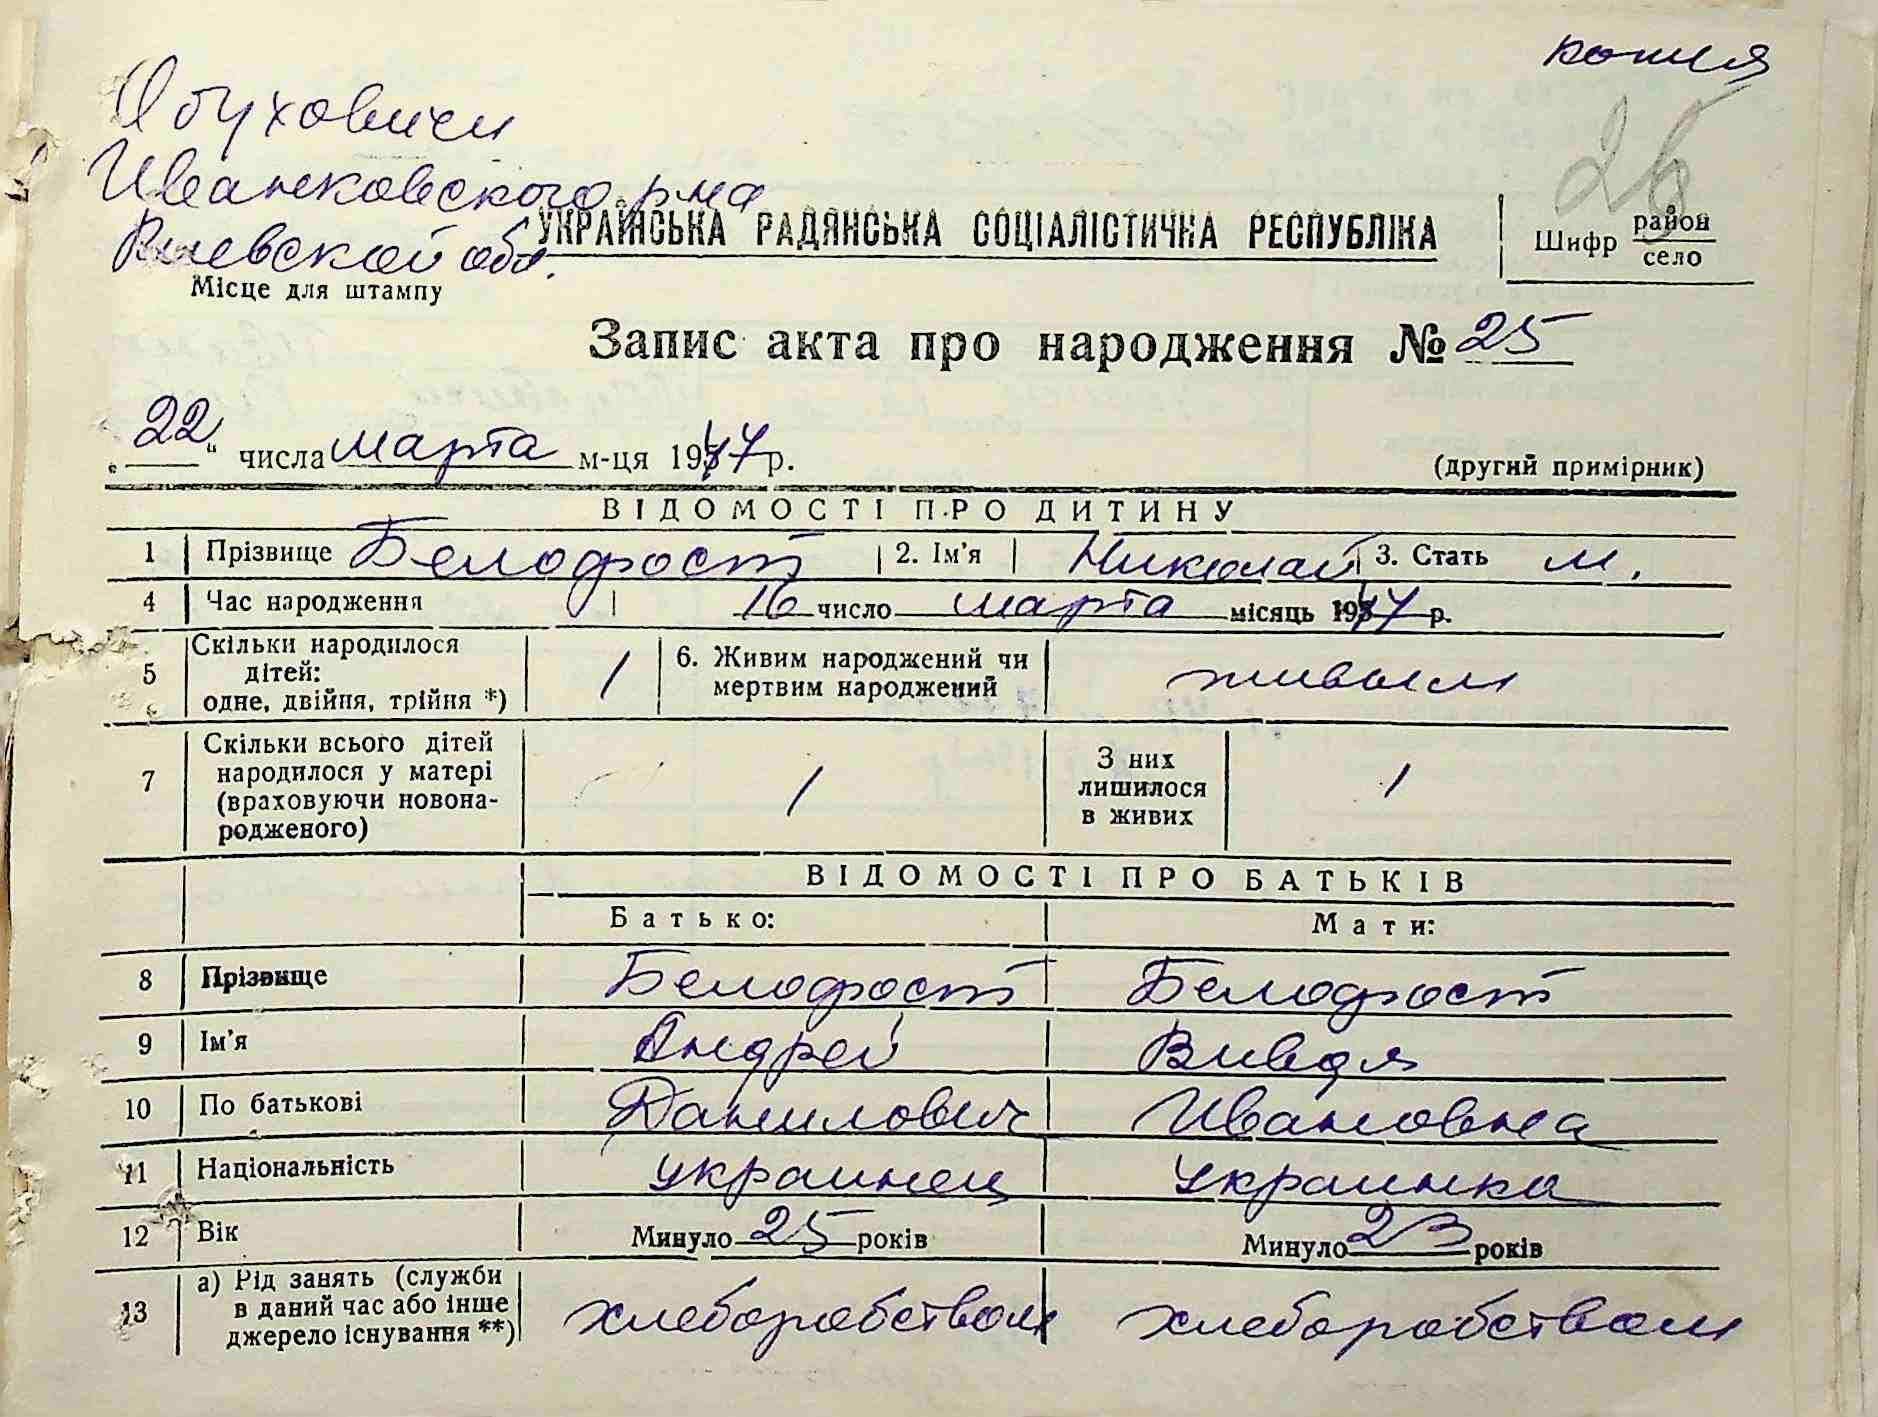 копия
Обуховичи
Иванковского р-на
Киевской обл.
26
УКРАЇНСЬКА РАДЯНСЬКА СОЦІАЛІСТИЧНА РЕСПУБЛІКА
Шифр район
село
Місце для штампу
Запис акта про народження № 25
„22“ числа марта м-ця 1947 р.
(другий примірник)
ВІДОМОСТІ ПРО ДИТИНУ
1 Прізвище Белофост 2. Ім'я Николай 3. Стать м.
4 Час народження 16 число марта місяць 1947 р.
5 Скільки народилося дітей: одне, двійня, трійня *) 1 6. Живим народжений чи мертвим народжений живым
7 Скільки всього дітей народилося у матері (враховуючи новонародженого) 1 З них лишилося в живих 1
ВІДОМОСТІ ПРО БАТЬКІВ
Батько: Мати:
8 Прізвище Белофост Белофост
9 Ім'я Андрей Вивдя
10 По батькові Данилович Ивановна
11 Національність украинец украинка
12 Вік Минуло 25 років Минуло 23 років
13 а) Рід занять (служби в даний час або інше джерело існування **) хлеборобством хлеборобством